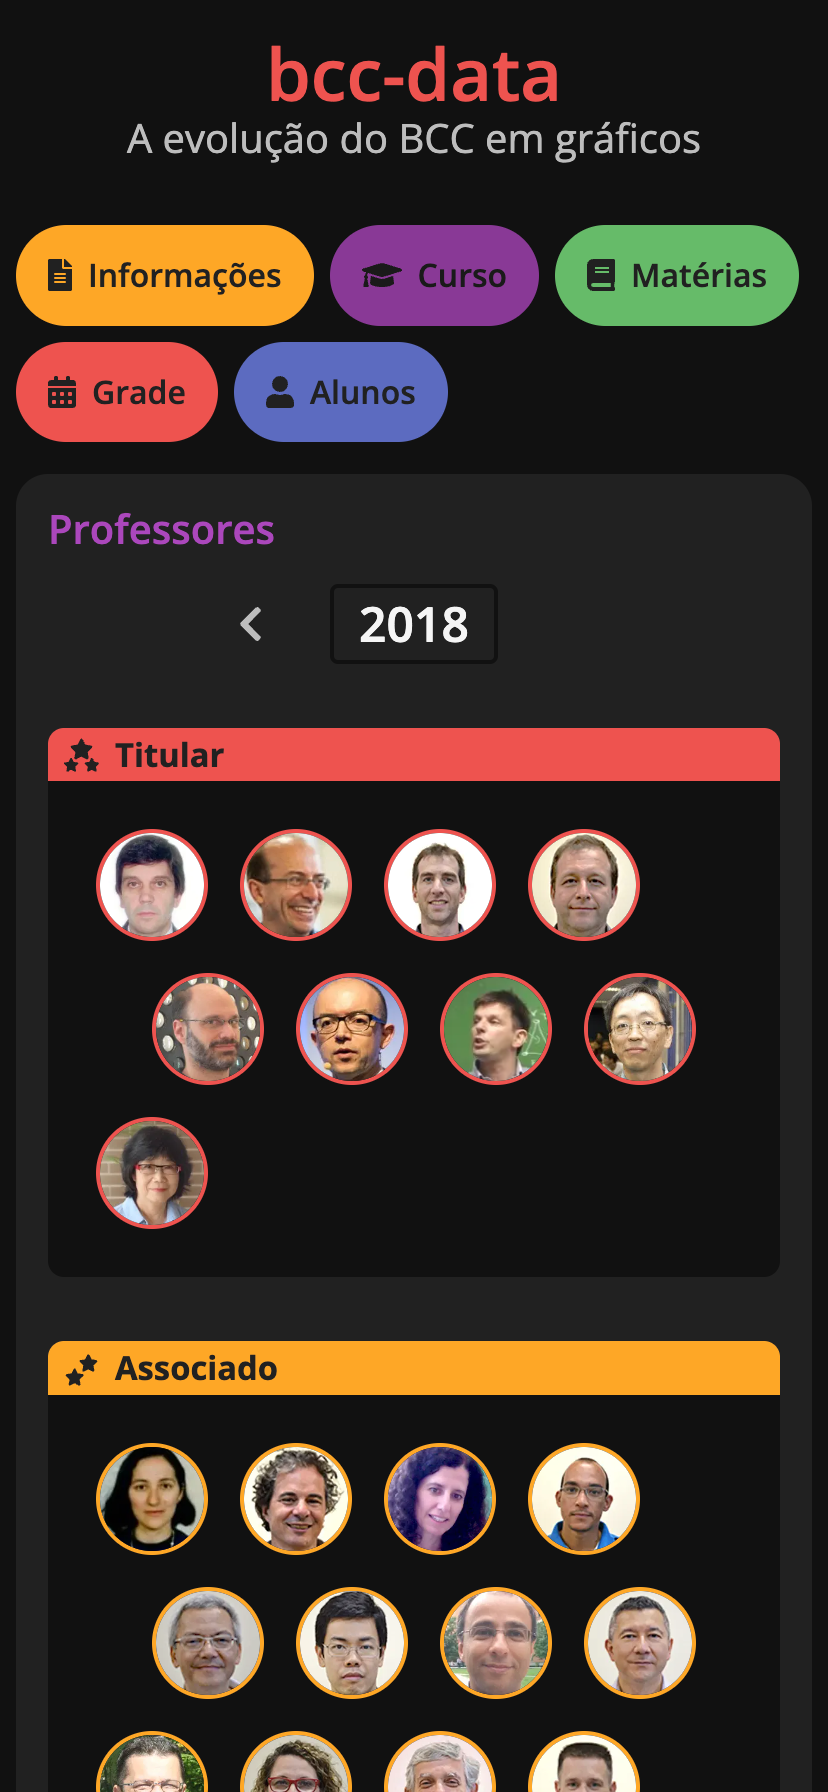 bcc-data
A evolução do BCC em gráficos
Informações
Curso
Matérias
Grade
Alunos
Professores
2018
Titular
Associado